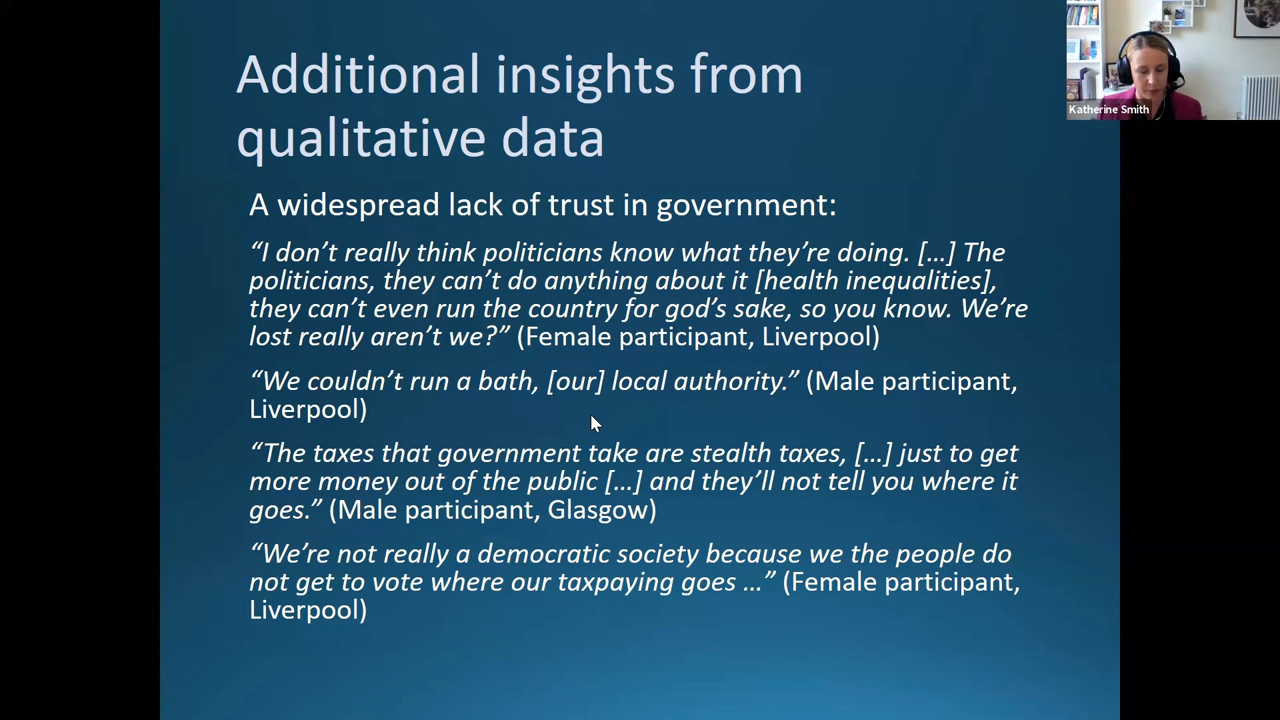 Additional insights from
qualitative data
A widespread lack of trust in government:
“I don’t really think politicians know what they’re doing. […] The
politicians, they can’t do anything about it [health inequalities],
they can’t even run the country for god’s sake, so you know. We’re
lost really aren’t we?” (Female participant, Liverpool)
“We couldn’t run a bath, [our] local authority.” (Male participant,
Liverpool)
“The taxes that government take are stealth taxes, […] just to get
more money out of the public […] and they’ll not tell you where it
goes.” (Male participant, Glasgow)
“We’re not really a democratic society because we the people do
not get to vote where our taxpaying goes …” (Female participant,
Liverpool)
Katherine Smith